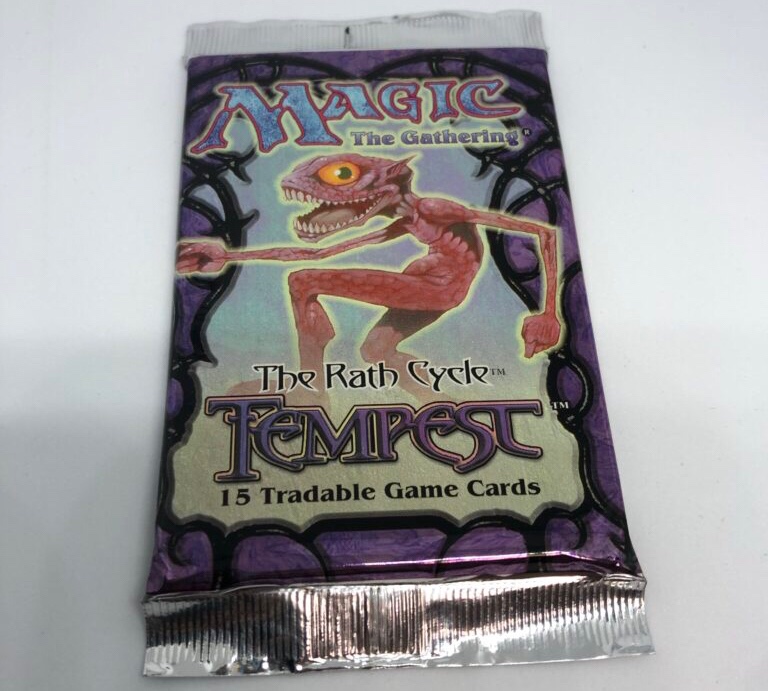 MAGIC
The Gathering®
The Rath Cycle™
TEMPEST™
15 Tradable Game Cards